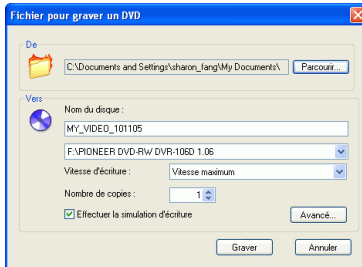 Fichier pour graver un DVD
De
C:\Documents and Settings\sharon_fang\My Documents\ Parcourir...
Vers
Nom du disque :
MY_VIDEO_101105
F:\PIONEER DVD-RW DVR-106D 1.06
Vitesse d'écriture : Vitesse maximum
Nombre de copies : 1
Effectuer la simulation d'écriture Avancé...
Graver Annuler